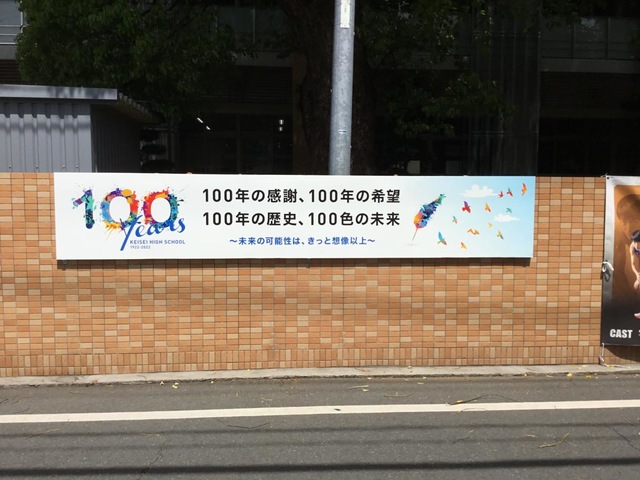 100
Years
KEISEI HIGH SCHOOL
1922-2022
100年の感謝、100年の希望
100年の歴史、100色の未来
〜未来の可能性は、きっと想像以上〜
CAST